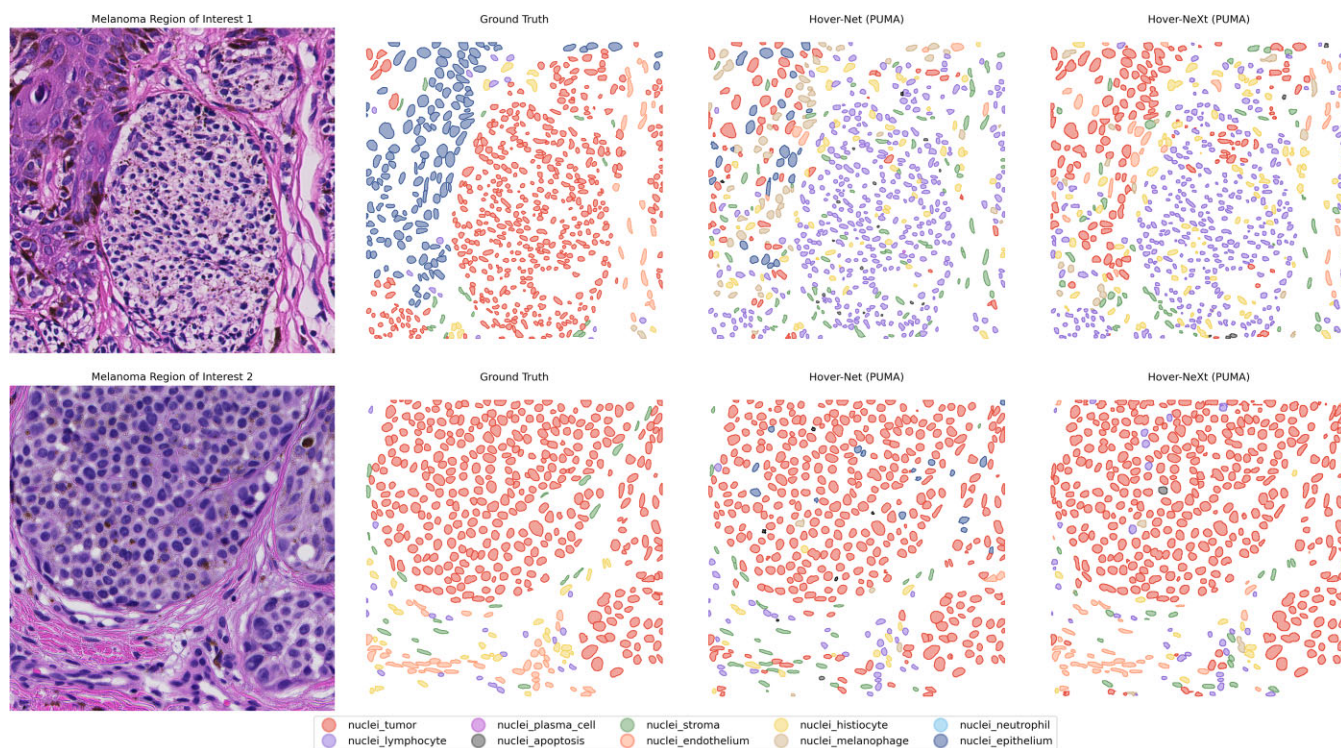 Melanoma Region of Interest 1
Ground Truth
Hover-Net (PUMA)
Hover-NeXt (PUMA)
Melanoma Region of Interest 2
Ground Truth
Hover-Net (PUMA)
Hover-NeXt (PUMA)
nuclei_tumor
nuclei_plasma_cell
nuclei_stroma
nuclei_histiocyte
nuclei_neutrophil
nuclei_lymphocyte
nuclei_apoptosis
nuclei_endothelium
nuclei_melanophage
nuclei_epithelium